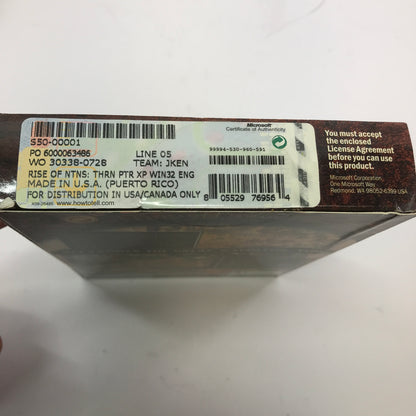 S50-00001
PO 6000063486
LINE 05
WO 30338-0728
TEAM: JKEN
RISE OF NTNS: THRN PTR XP WIN32 ENG
MADE IN U.S.A. (PUERTO RICO)
FOR DISTRIBUTION IN USA/CANADA ONLY
www.howtotell.com
Microsoft
Certificate of Authenticity
99994-530-960-591
8 05529 76956 4
You must accept
the enclosed
License Agreement
before you can use
this product.
Microsoft Corporation
One Microsoft Way
Redmond, WA 98052-6399 USA